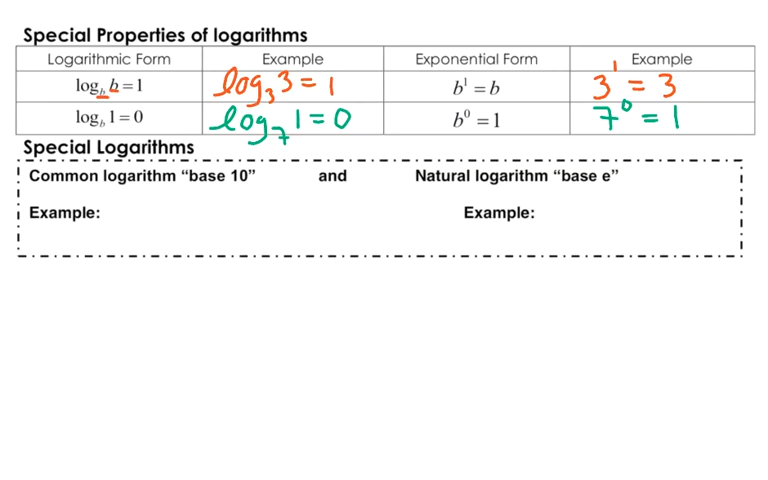 Special Properties of logarithms
Logarithmic Form Example Exponential Form Example
log_b b = 1 log_3 3 = 1 b^1 = b 3^1 = 3
log_b 1 = 0 log_7 1 = 0 b^0 = 1 7^0 = 1
Special Logarithms
Common logarithm “base 10” and Natural logarithm “base e”
Example: Example: